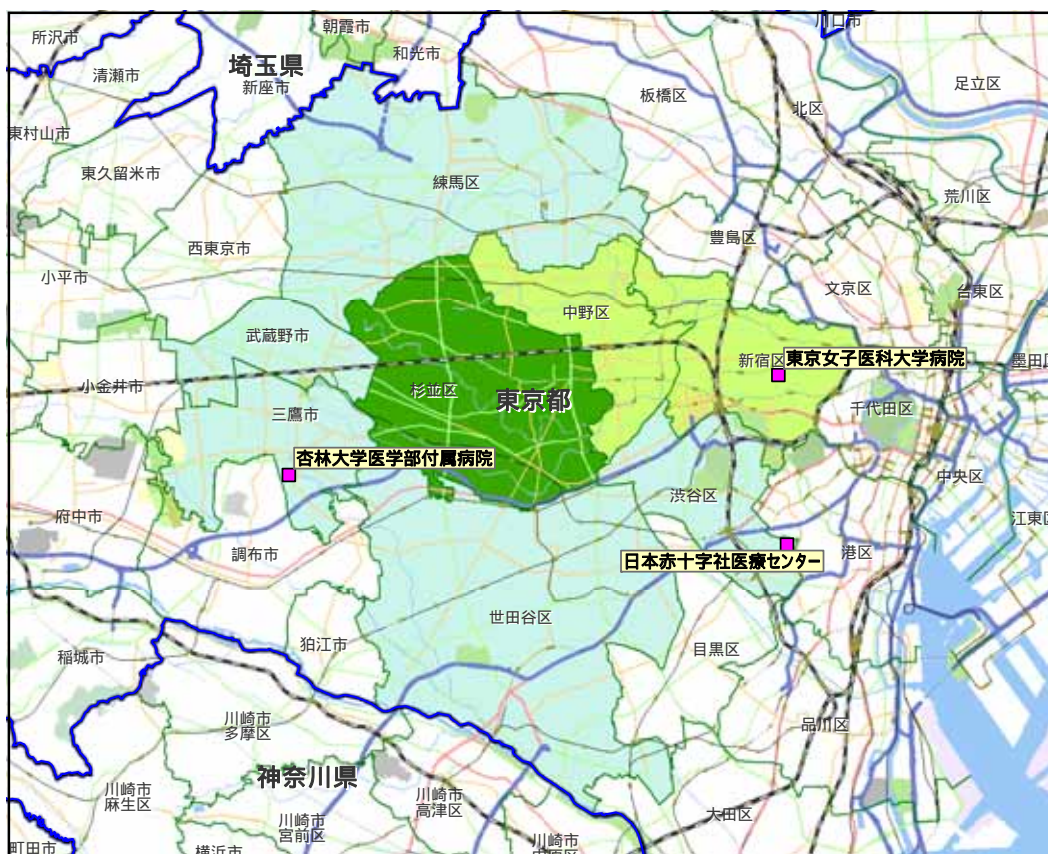 川口市
朝霞市
所沢市
和光市
埼玉県
清瀬市
新座市
板橋区
足立区
北区
東村山市
東久留米市
練馬区
荒川区
豊島区
西東京市
小平市
文京区
台東区
中野区
武蔵野市
新宿区
東京女子医科大学病院
墨田区
小金井市
杉並区
東京都
千代田区
三鷹市
杏林大学医学部付属病院
中央区
渋谷区
府中市
江東区
調布市
港区
日本赤十字社医療センター
世田谷区
狛江市
目黒区
稲城市
川崎市
多摩区
品川区
神奈川県
川崎市
麻生区
川崎市
高津区
大田区
川崎市
宮前区
川崎市
町田市
横浜市